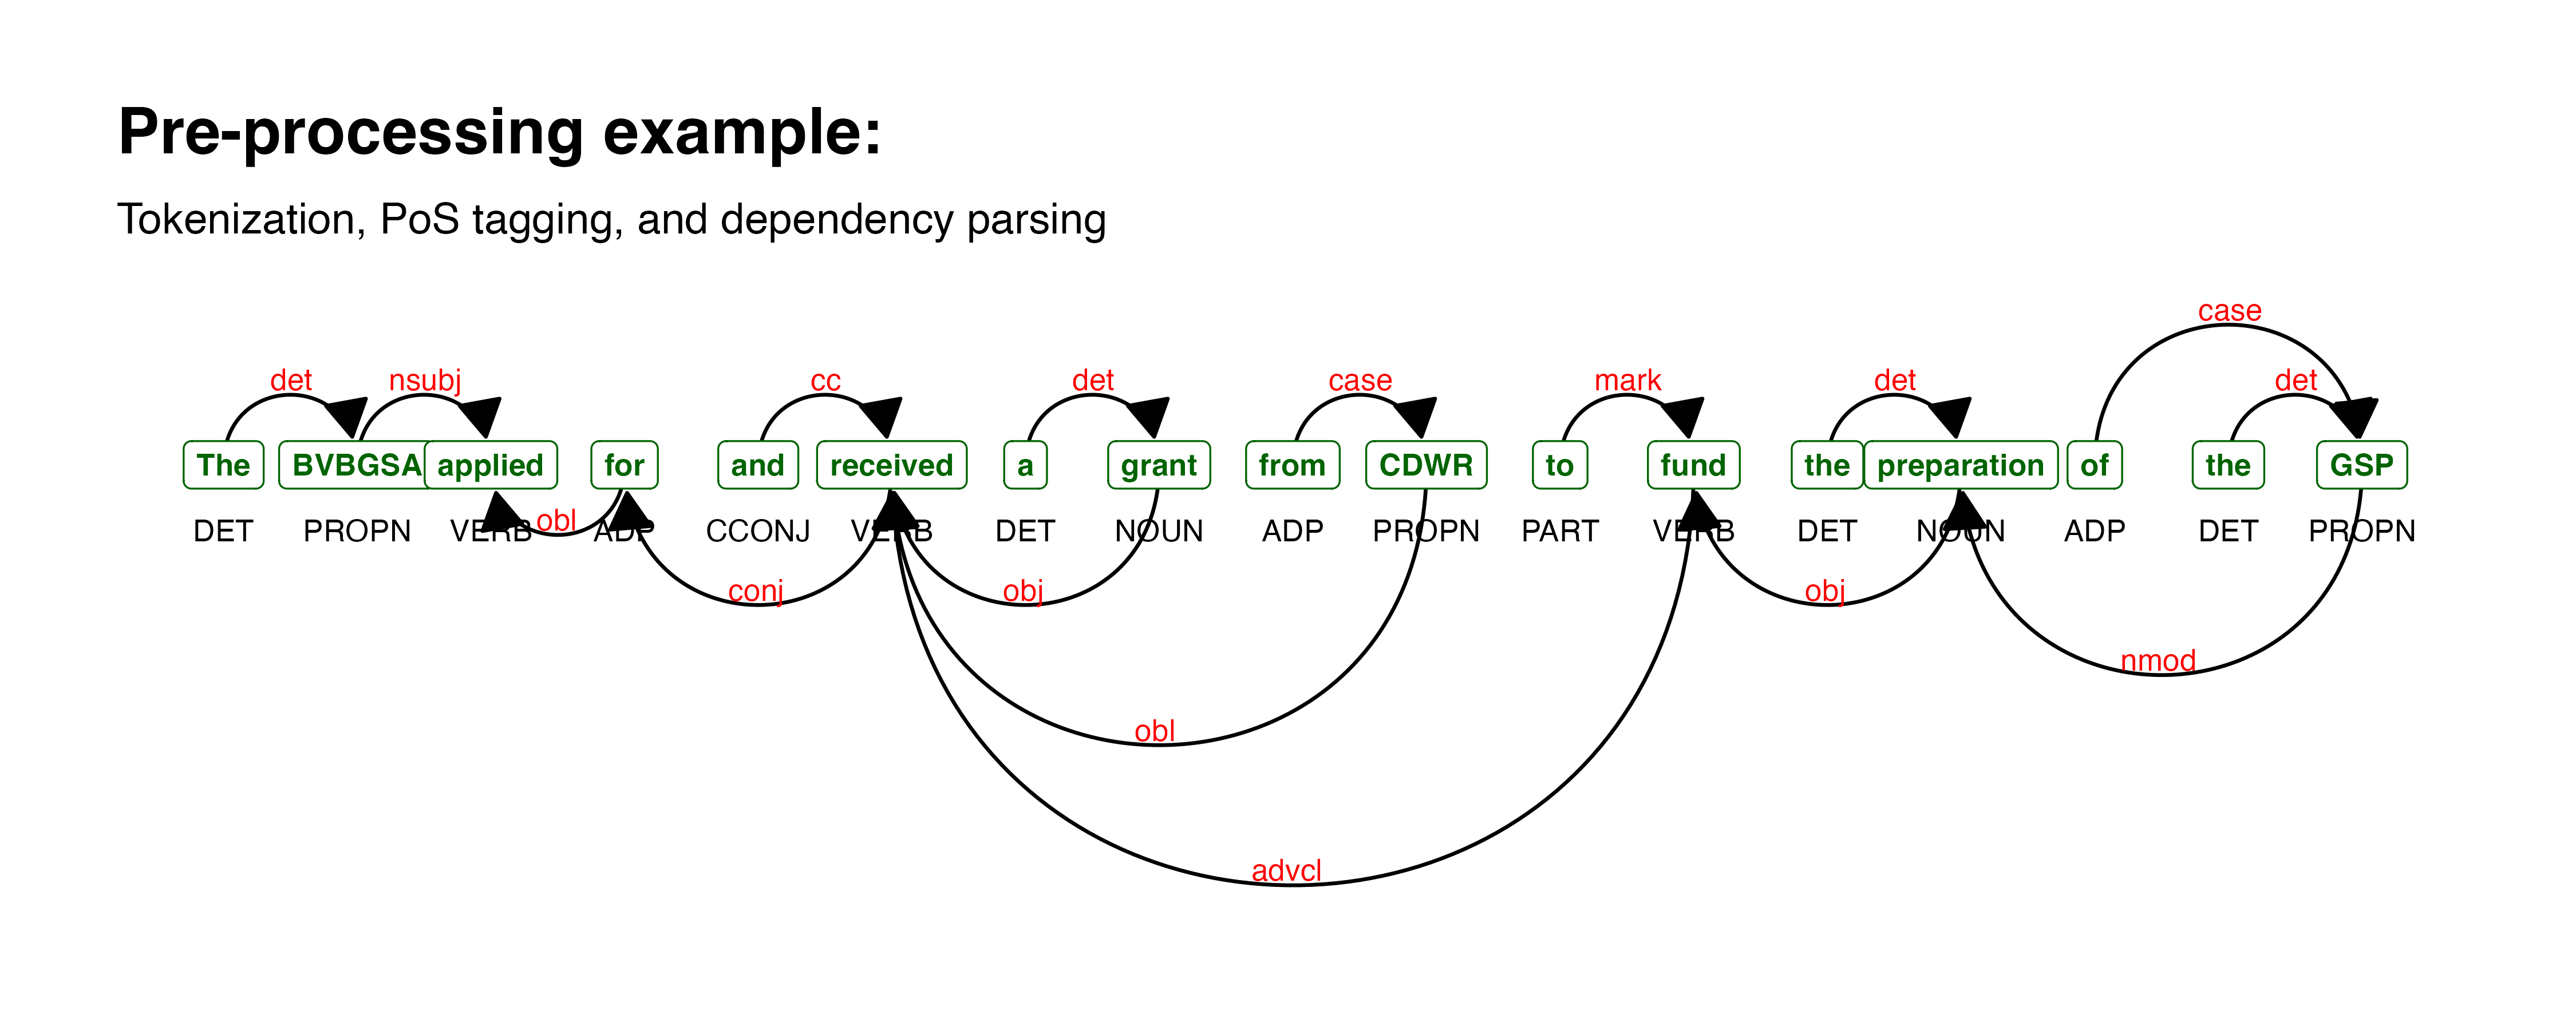 Pre-processing example:
Tokenization, PoS tagging, and dependency parsing
case
det nsubj cc det case mark det det
The BVBGSA applied for and received a grant from CDWR to fund the preparation of the GSP
obl
DET PROPN VERB ADP CCONJ VERB DET NOUN ADP PROPN PART VERB DET NOUN ADP DET PROPN
conj obj obj
nmod
obl
advcl